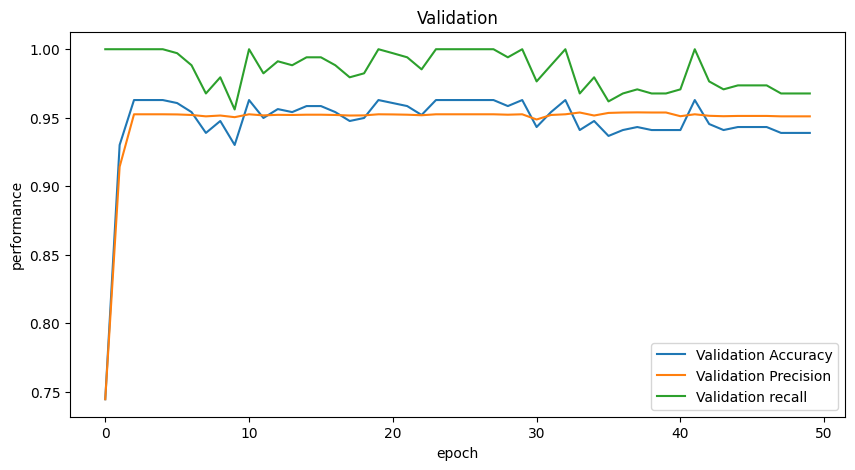 Validation
performance
1.00
0.95
0.90
0.85
0.80
0.75
Validation Accuracy
Validation Precision
Validation recall
0
10
20
30
40
50
epoch